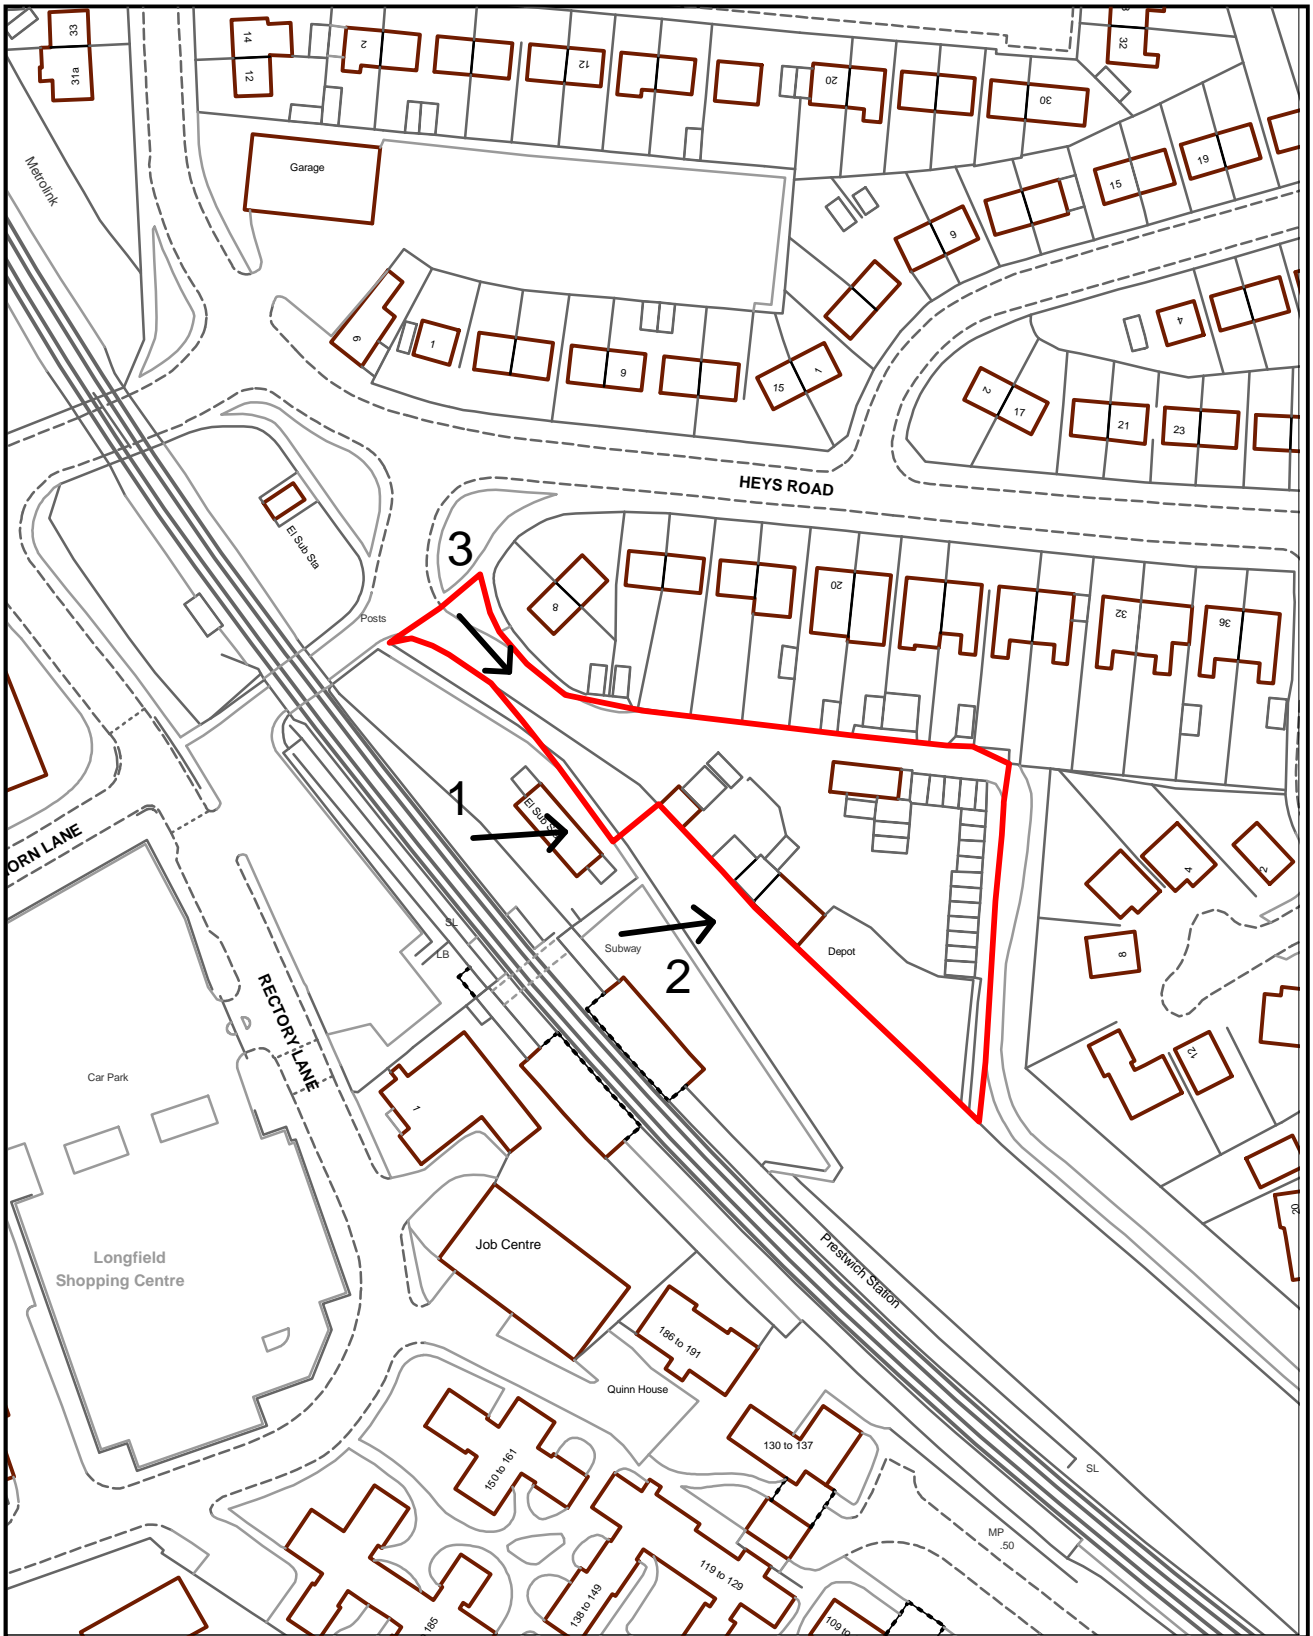 33
31a
14
12
2
12
20
30
32
Metrolink
Garage
15
19
9
6
1
9
15
1
4
2
17
21
23
HEYS ROAD
El Sub Sta
3
8
20
32
36
Posts
1
El Sub Sta
ORN LANE
4
2
8
SL
LB
Subway
2
Depot
RECTORY LANE
Car Park
1
12
20
Longfield
Shopping Centre
Job Centre
Prestwich Station
186 to 191
Quinn House
130 to 137
150 to 161
SL
MP
.50
119 to 129
138 to 149
185
109 to